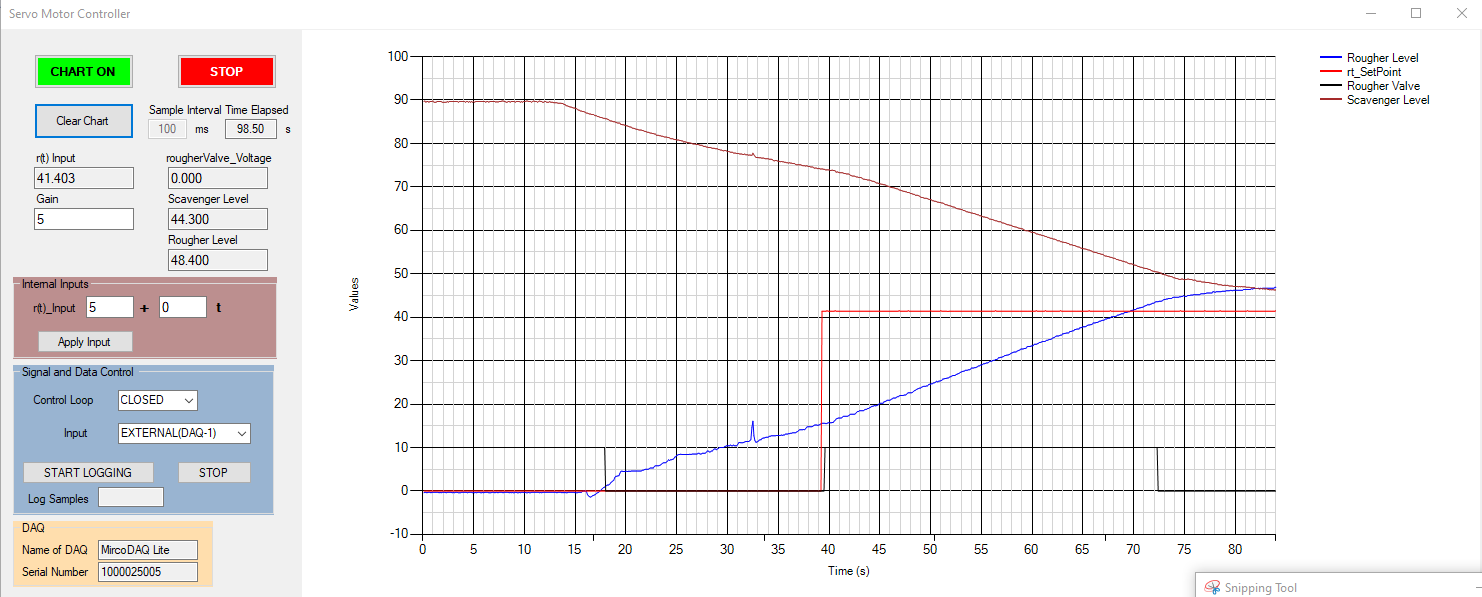 Servo Motor Controller
CHART ON
STOP
Clear Chart
Sample Interval Time Elapsed
100 ms 98.50 s
r(t) Input
41.403
rougherValve_Voltage
0.000
Gain
5
Scavenger Level
44.300
Rougher Level
48.400
Internal Inputs
r(t)_Input 5 + 0 t
Apply Input
Signal and Data Control
Control Loop CLOSED
Input EXTERNAL(DAQ-1)
START LOGGING STOP
Log Samples
DAQ
Name of DAQ MircoDAQ Lite
Serial Number 1000025005
Values
100
90
80
70
60
50
40
30
20
10
0
-10
0 5 10 15 20 25 30 35 40 45 50 55 60 65 70 75 80
Time (s)
Rougher Level
rt_SetPoint
Rougher Valve
Scavenger Level
Snipping Tool